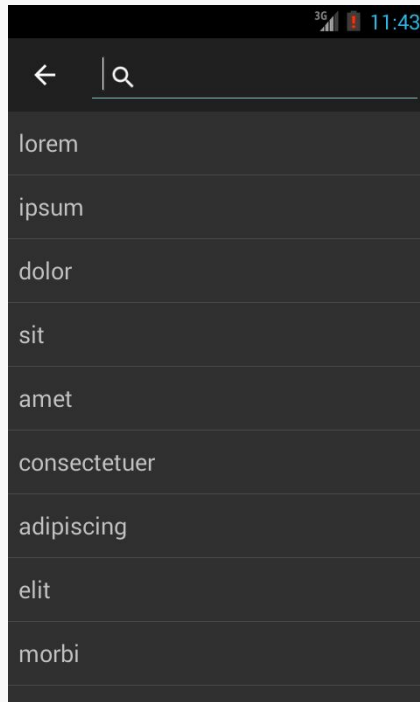 3G 11:43
lorem
ipsum
dolor
sit
amet
consectetuer
adipiscing
elit
morbi